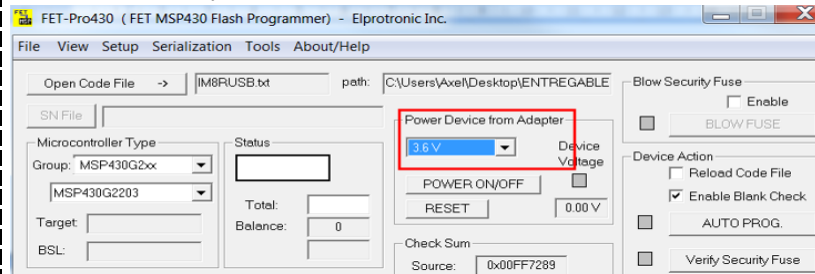 FET-Pro430 ( FET MSP430 Flash Programmer) - Elprotronic Inc.
File View Setup Serialization Tools About/Help
Open Code File -> IM8RUSB.txt path: C:\Users\Axel\Desktop\ENTREGABLE
SN File
Microcontroller Type
Group: MSP430G2xx
MSP430G2203
Target:
BSL:
Status
Total:
Balance: 0
Power Device from Adapter
3.6 V
Device
Voltage
POWER ON/OFF
RESET 0.00 V
Check Sum
Source: 0x00FF7289
Blow Security Fuse
Enable
BLOW FUSE
Device Action
Reload Code File
Enable Blank Check
AUTO PROG.
Verify Security Fuse